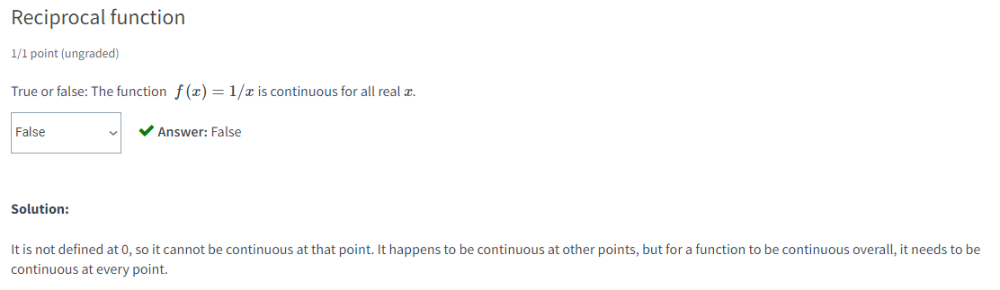 Reciprocal function
1/1 point (ungraded)
True or false: The function f(x) = 1/x is continuous for all real x.
False
Answer: False
Solution:
It is not defined at 0, so it cannot be continuous at that point. It happens to be continuous at other points, but for a function to be continuous overall, it needs to be
continuous at every point.